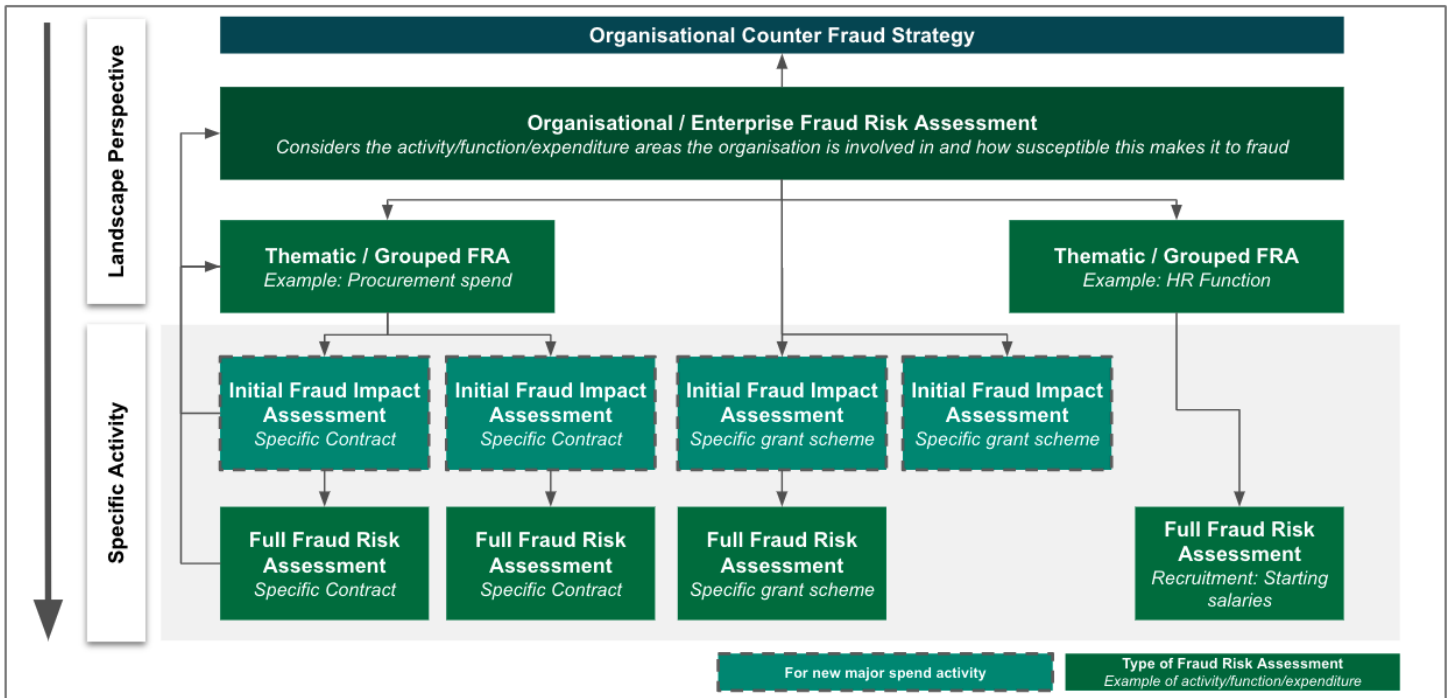 Organisational Counter Fraud Strategy
Landscape Perspective
Organisational / Enterprise Fraud Risk Assessment
Considers the activity/function/expenditure areas the organisation is involved in and how susceptible this makes it to fraud
Thematic / Grouped FRA
Example: Procurement spend
Thematic / Grouped FRA
Example: HR Function
Specific Activity
Initial Fraud Impact
Assessment
Specific Contract
Initial Fraud Impact
Assessment
Specific Contract
Initial Fraud Impact
Assessment
Specific grant scheme
Initial Fraud Impact
Assessment
Specific grant scheme
Full Fraud Risk
Assessment
Specific Contract
Full Fraud Risk
Assessment
Specific Contract
Full Fraud Risk
Assessment
Specific grant scheme
Full Fraud Risk
Assessment
Recruitment: Starting
salaries
For new major spend activity
Type of Fraud Risk Assessment
Example of activity/function/expenditure